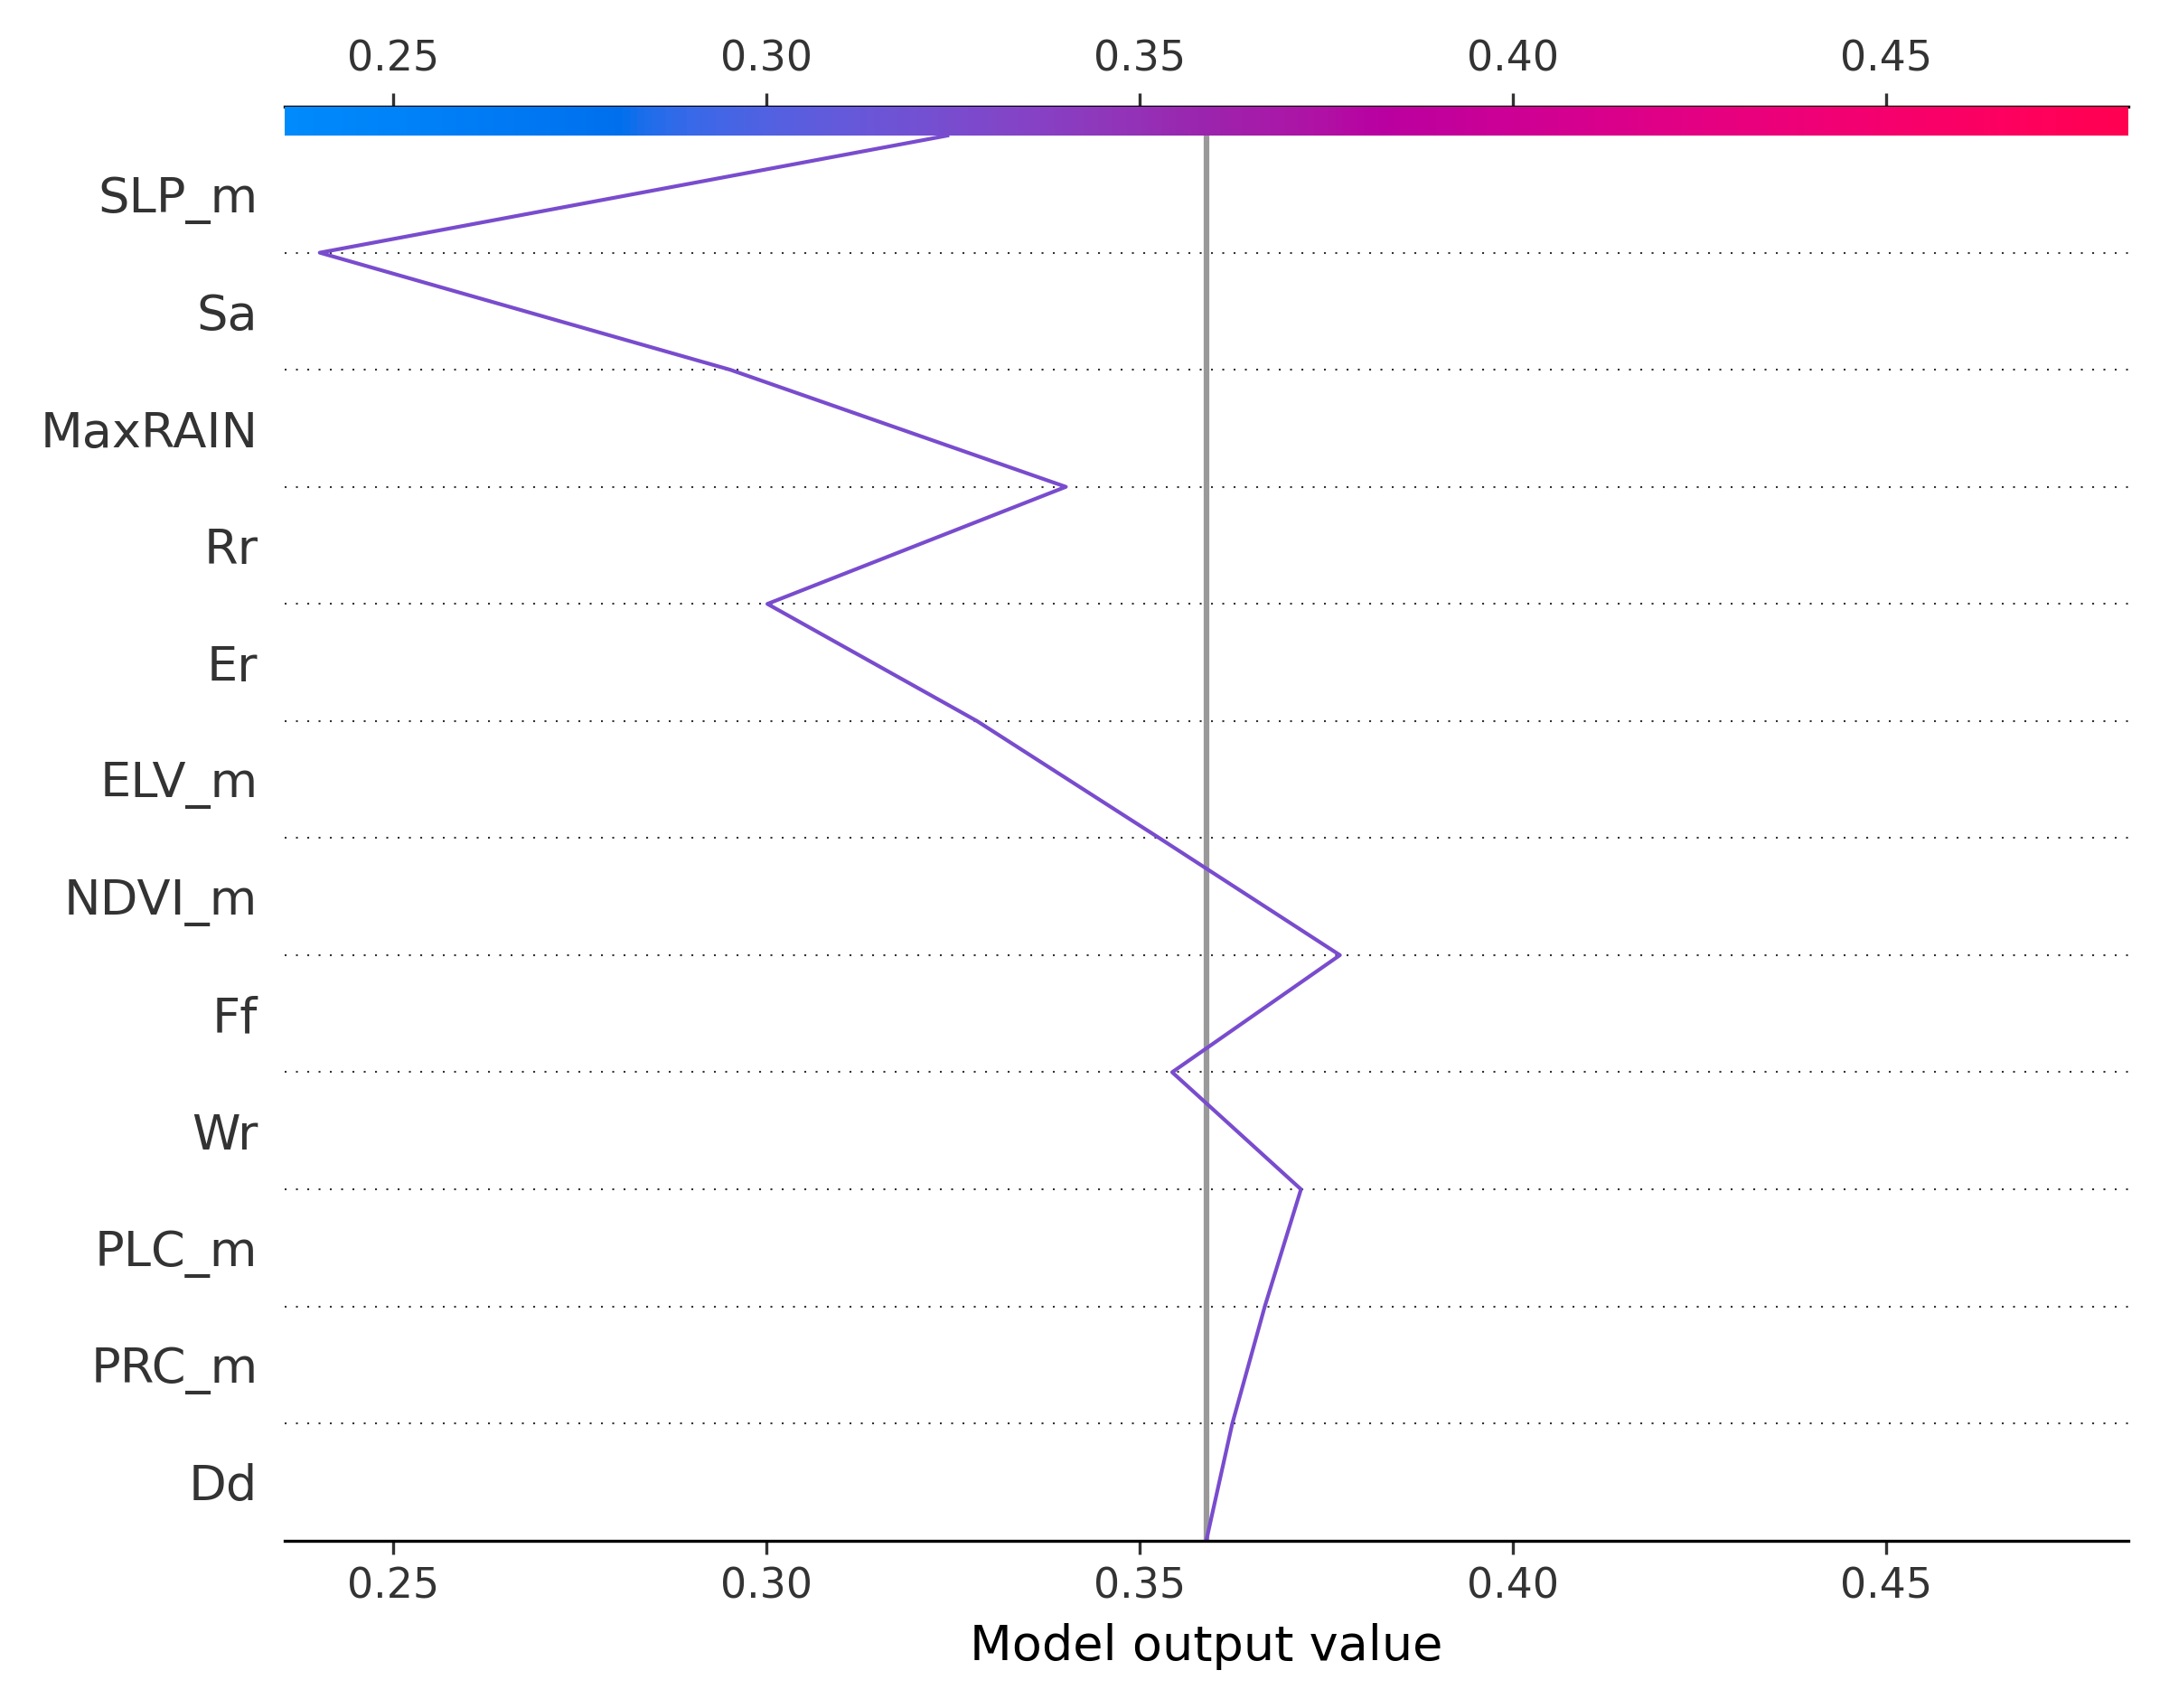 0.25 0.30 0.35 0.40 0.45
SLP_m
Sa
MaxRAIN
Rr
Er
ELV_m
NDVI_m
Ff
Wr
PLC_m
PRC_m
Dd
0.25 0.30 0.35 0.40 0.45
Model output value